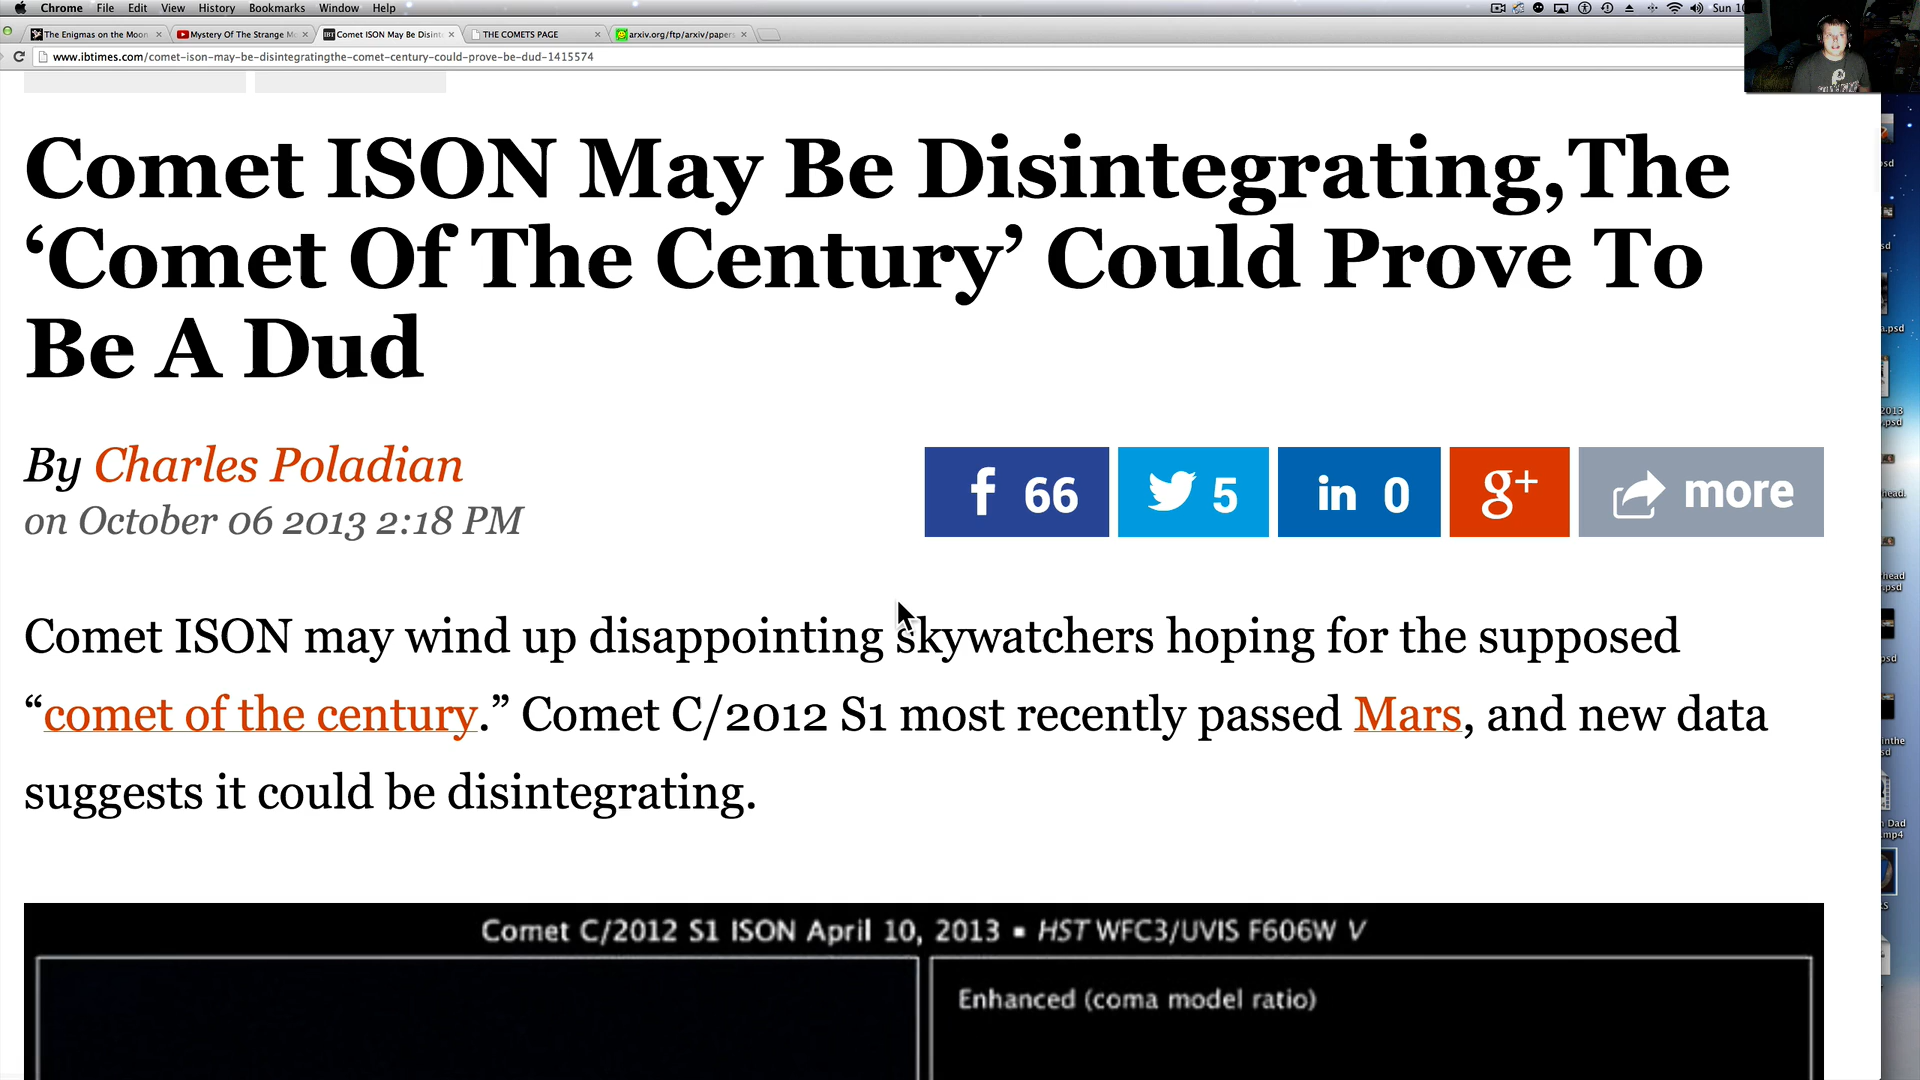 Chrome File Edit View History Bookmarks Window Help Sun
The Enigmas on the Moon Mystery Of The Strange M Comet ISON May Be Disint THE COMETS PAGE arxiv.org/ftp/arxiv/papers
www.ibtimes.com/comet-ison-may-be-disintegratingthe-comet-century-could-prove-be-dud-1415574
Comet ISON May Be Disintegrating,The
‘Comet Of The Century’ Could Prove To
Be A Dud
By Charles Poladian
on October 06 2013 2:18 PM
f 66 5 in 0 g+ more
Comet ISON may wind up disappointing skywatchers hoping for the supposed
“comet of the century.” Comet C/2012 S1 most recently passed Mars, and new data
suggests it could be disintegrating.
Comet C/2012 S1 ISON April 10, 2013 ▪ HST WFC3/UVIS F606W V
Enhanced (coma model ratio)